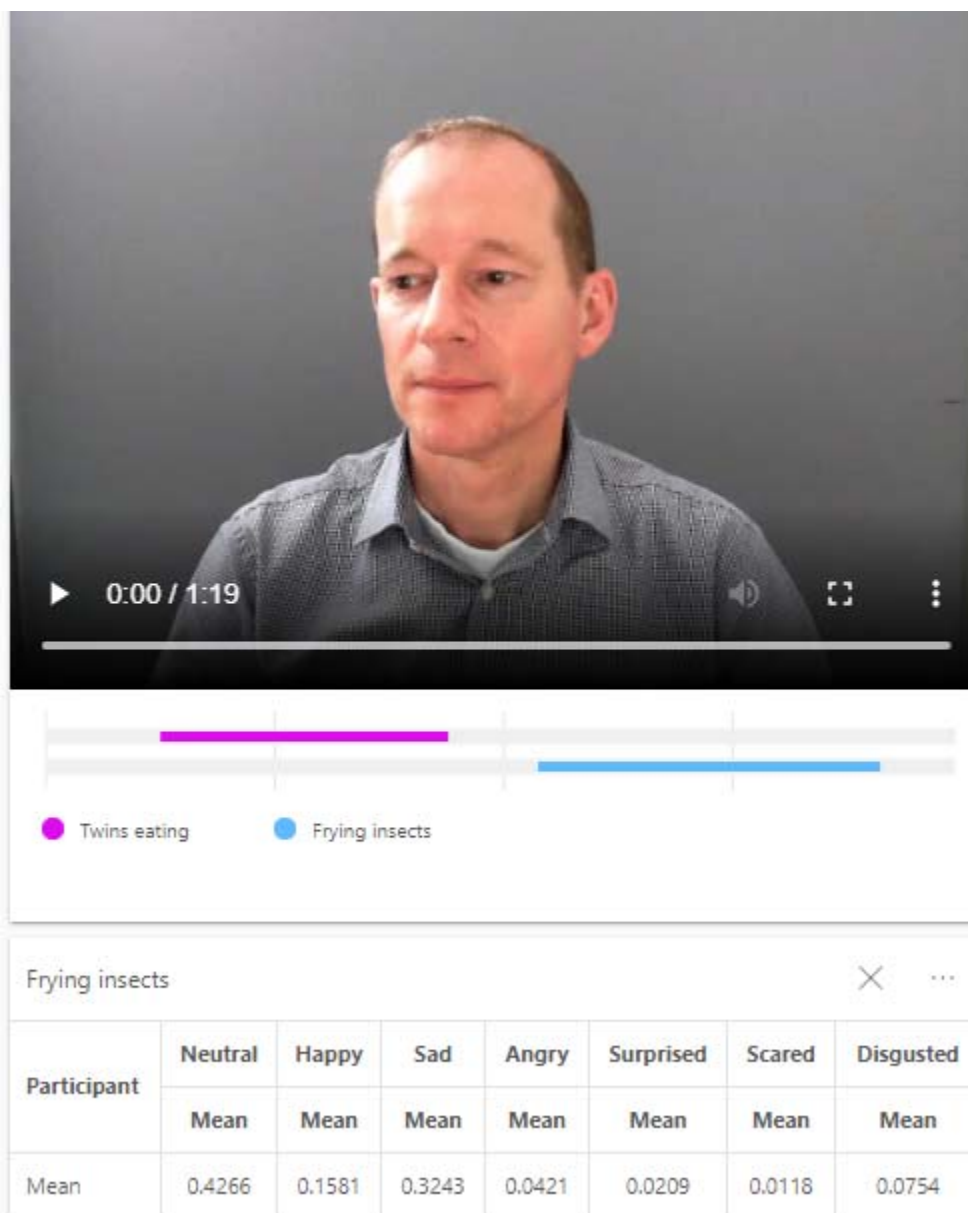 0:00 / 1:19
Twins eating Frying insects
Frying insects
Participant Neutral Happy Sad Angry Surprised Scared Disgusted
Mean Mean Mean Mean Mean Mean Mean
Mean 0.4266 0.1581 0.3243 0.0421 0.0209 0.0118 0.0754